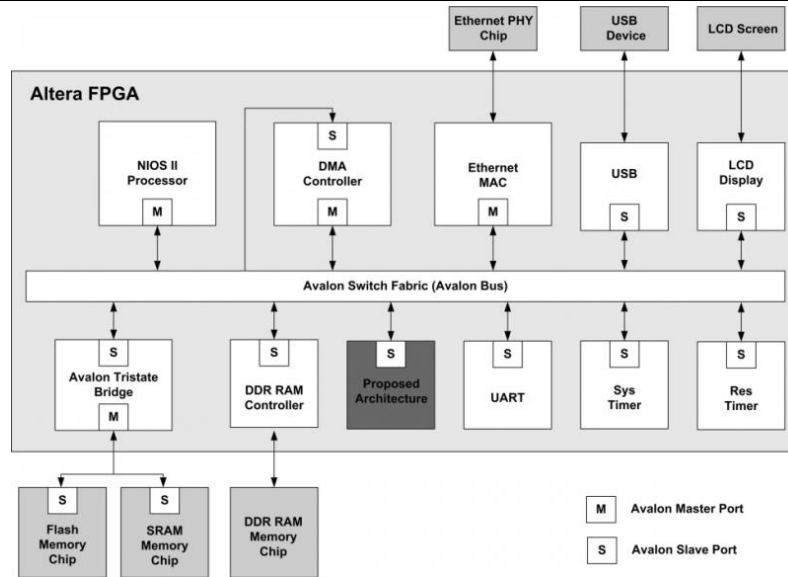 Ethernet PHY
Chip
USB
Device
LCD Screen
Altera FPGA
NIOS II
Processor
M
S
DMA
Controller
M
Ethernet
MAC
M
USB
S
LCD
Display
S
Avalon Switch Fabric (Avalon Bus)
S
Avalon Tristate
Bridge
M
S
DDR RAM
Controller
S
Proposed
Architecture
S
UART
S
Sys
Timer
S
Res
Timer
S
Flash
Memory
Chip
S
SRAM
Memory
Chip
DDR RAM
Memory
Chip
M Avalon Master Port
S Avalon Slave Port